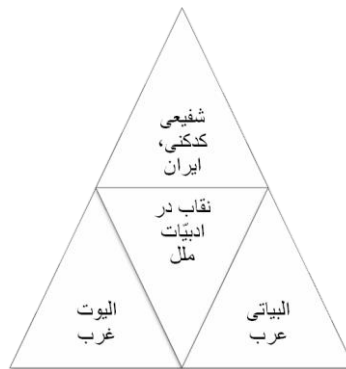 شفیعی
کدکنی،
ایران
نقاب در
ادبیّات
ملل
البیاتی
عرب
الیوت
غرب